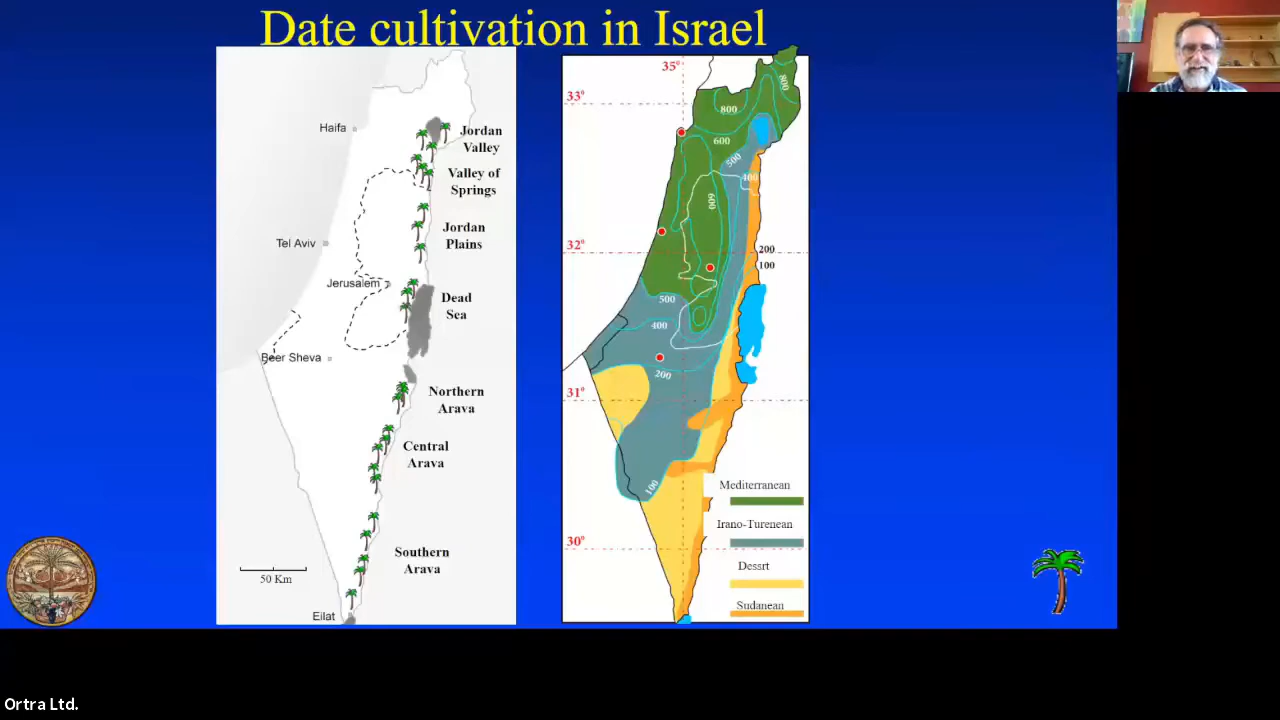 Date cultivation in Israel
Haifa
Jordan
Valley
Valley of
Springs
Jordan
Plains
Tel Aviv
Jerusalem
Dead
Sea
Beer Sheva
Northern
Arava
Central
Arava
Southern
Arava
50 Km
Eilat
35°
33°
800
800
600
500
400
600
32°
200
100
500
400
200
31°
100
Mediterranean
Irano-Turenean
Dessrt
30°
Sudanean
Ortra Ltd.